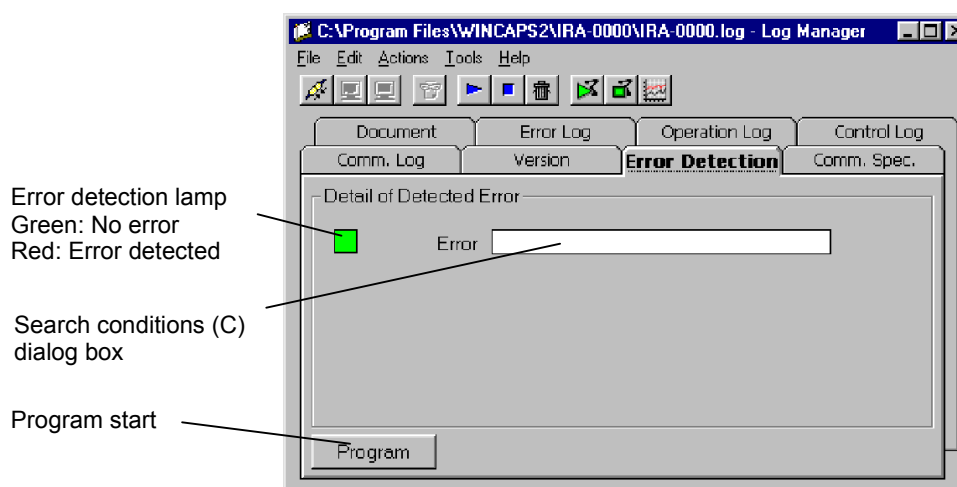 C:\Program Files\WINCAPS2\IRA-0000\IRA-0000.log - Log Manager
File Edit Actions Tools Help
Document Error Log Operation Log Control Log
Comm. Log Version Error Detection Comm. Spec.
Detail of Detected Error
Error detection lamp
Green: No error
Red: Error detected
Error
Search conditions (C)
dialog box
Program start
Program